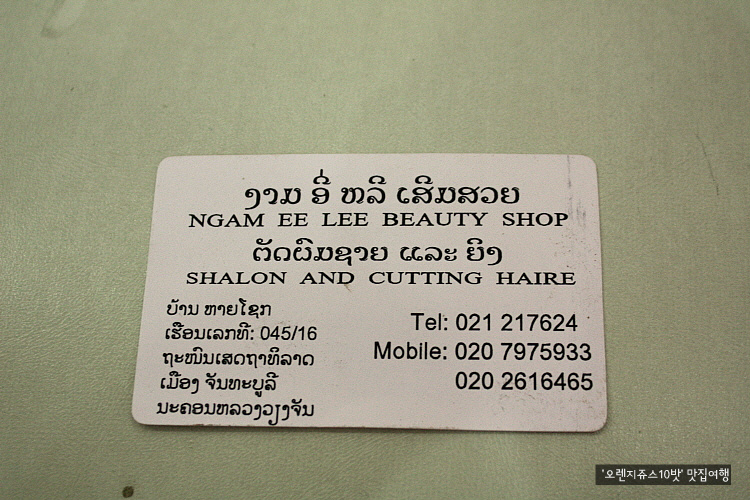 ງາມ ອີ່ ຫລີ ເສີມສວຍ
NGAM EE LEE BEAUTY SHOP
ຕັດຜົມຊາຍ ແລະ ຍິງ
SHALON AND CUTTING HAIRE
ບ້ານ ຫາຍໂຊກ
ເຮືອນເລກທີ: 045/16
ຖະໜົນເສດຖາທິລາດ
ເມືອງ ຈັນທະບູລີ
ນະຄອນຫລວງວຽງຈັນ
Tel: 021 217624
Mobile: 020 7975933
020 2616465
'오렌지쥬스10밧' 맛집여행